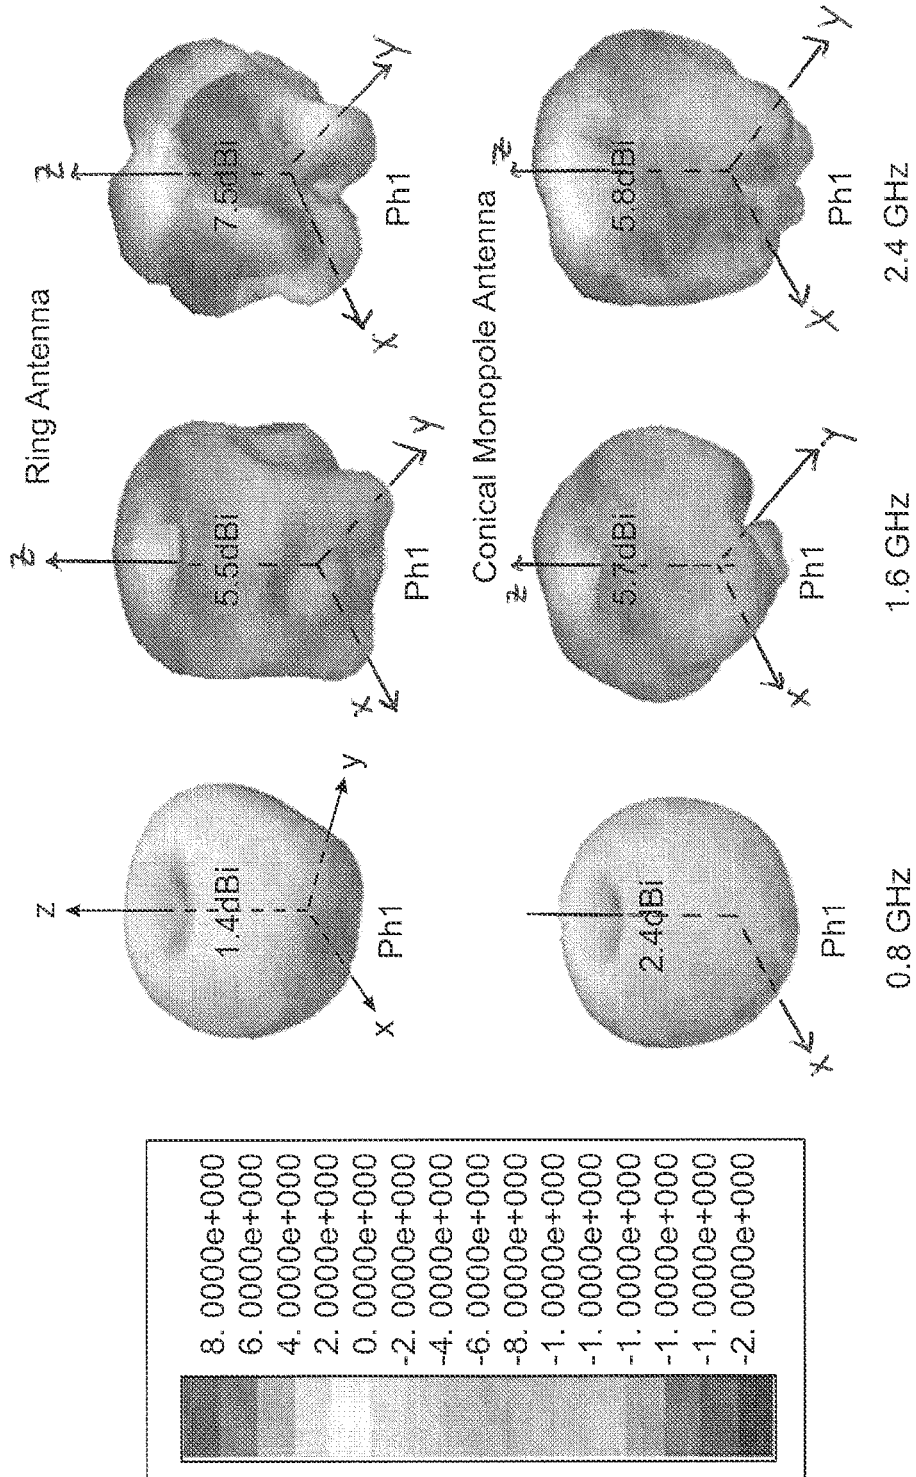 8. 0000e+000
6. 0000e+000
4. 0000e+000
2. 0000e+000
0. 0000e+000
-2. 0000e+000
-4. 0000e+000
-6. 0000e+000
-8. 0000e+000
-1. 0000e+000
-1. 0000e+000
-1. 0000e+000
-1. 0000e+000
-1. 0000e+000
-2. 0000e+000
Ring Antenna
z
1.4dBi
x
y
Ph1
z
5.5dBi
x
y
Ph1
z
7.5dBi
x
y
Ph1
Conical Monopole Antenna
2.4dBi
x
Ph1
z
5.7dBi
x
y
Ph1
z
5.8dBi
x
y
Ph1
0.8 GHz
1.6 GHz
2.4 GHz